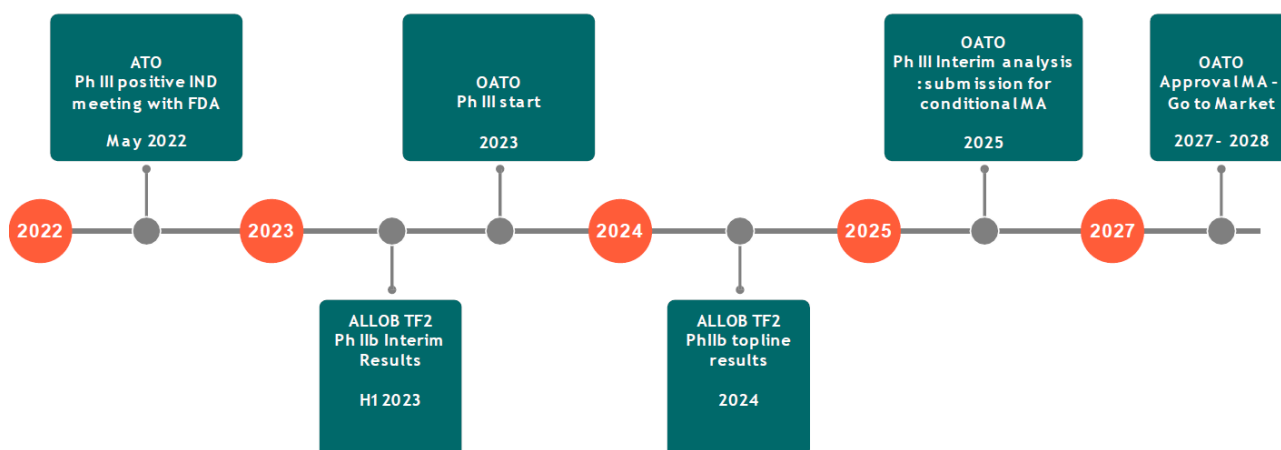 ATO
Ph III positive IND
meeting with FDA
May 2022
OATO
Ph III start
2023
OATO
Ph III Interim analysis
:submission for
conditional MA
2025
OATO
Approval MA -
Go to Market
2027- 2028
2022
2023
2024
2025
2027
ALLOB TF2
Ph IIb Interim
Results
H1 2023
ALLOB TF2
PhIIb topline
results
2024